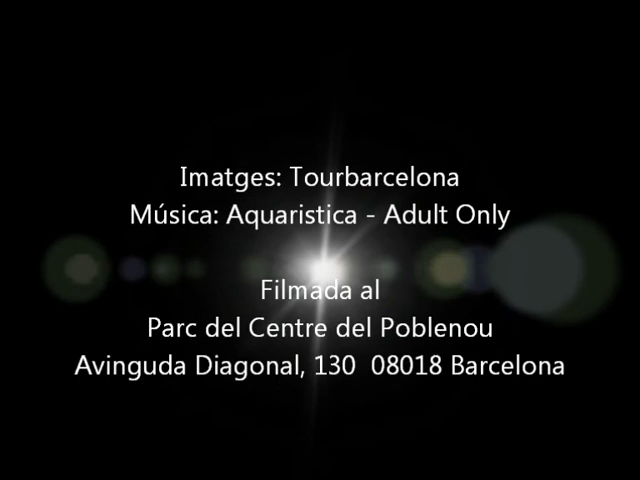 Imatges: Tourbarcelona
Música: Aquaristica - Adult Only
Filmada al
Parc del Centre del Poblenou
Avinguda Diagonal, 130  08018 Barcelona